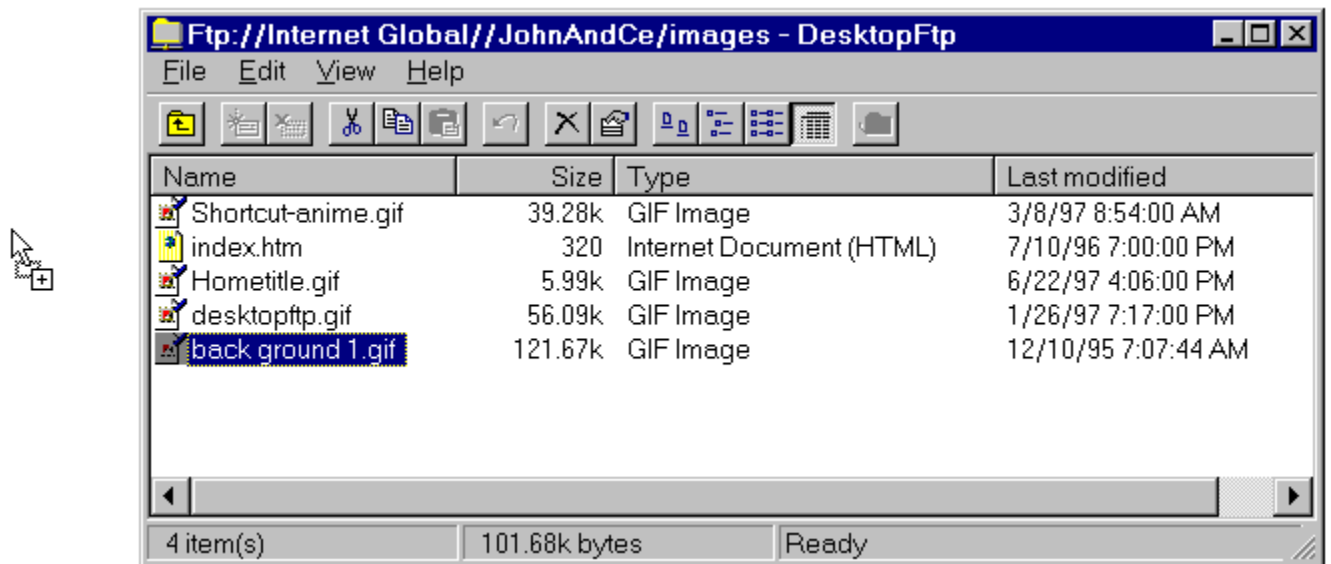 Ftp://Internet Global//JohnAndCe/images - DesktopFtp
File Edit View Help
Name Size Type Last modified
Shortcut-anime.gif 39.28k GIF Image 3/8/97 8:54:00 AM
index.htm 320 Internet Document (HTML) 7/10/96 7:00:00 PM
Hometitle.gif 5.99k GIF Image 6/22/97 4:06:00 PM
desktopftp.gif 56.09k GIF Image 1/26/97 7:17:00 PM
back ground 1.gif 121.67k GIF Image 12/10/95 7:07:44 AM
4 item(s) 101.68k bytes Ready